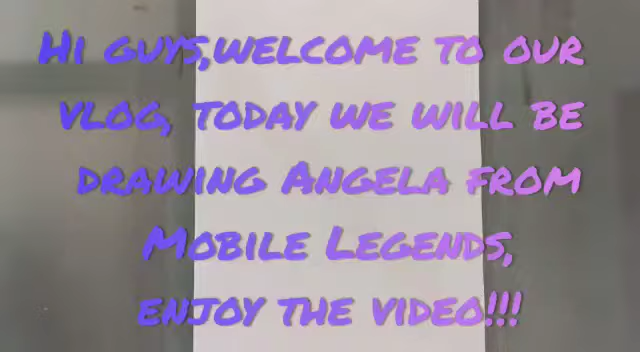 Hi guys,welcome to our
vlog, today we will be
drawing Angela from
Mobile Legends,
enjoy the video!!!